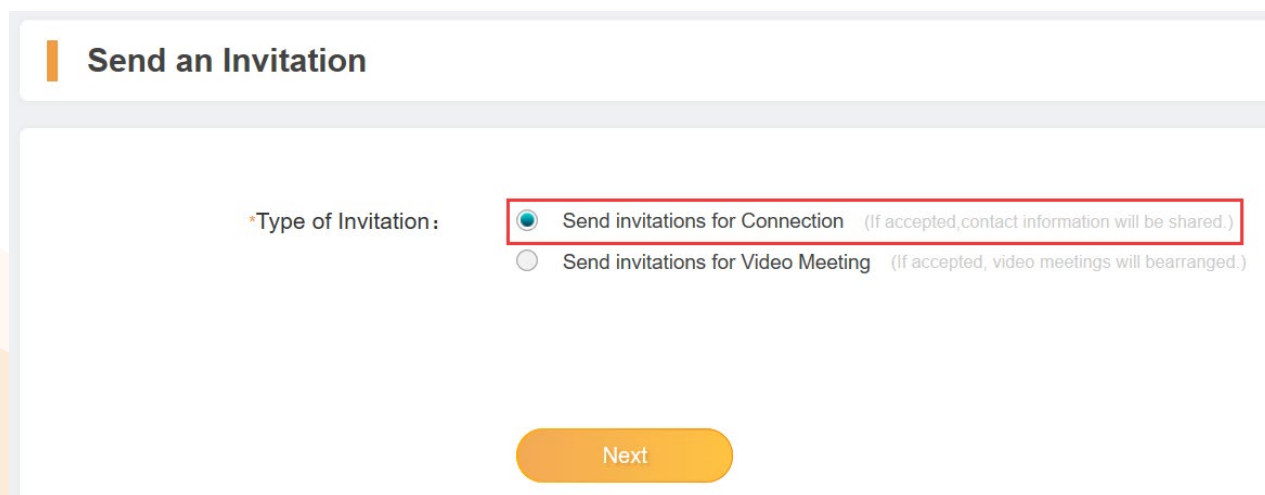 Send an Invitation
*Type of Invitation：
Send invitations for Connection (If accepted,contact information will be shared.)
Send invitations for Video Meeting (If accepted, video meetings will bearranged.)
Next